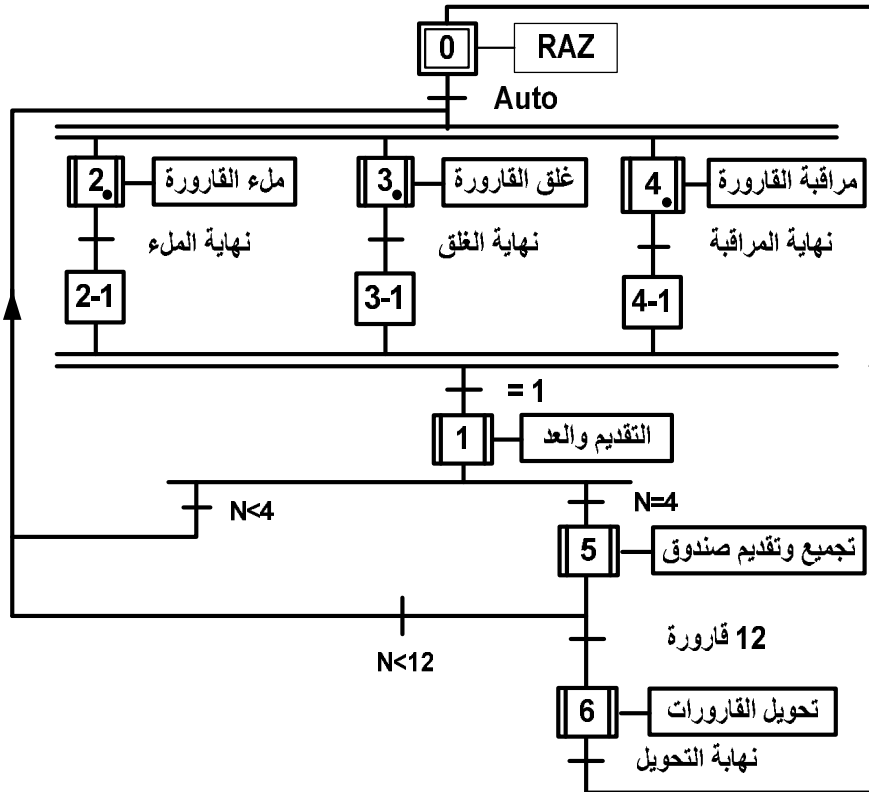 0
RAZ
Auto
2
ملء القارورة
3
غلق القارورة
4
مراقبة القارورة
نهاية الملء
نهاية الغلق
نهاية المراقبة
2-1
3-1
4-1
= 1
1
التقديم والعد
N<4
N=4
5
تجميع وتقديم صندوق
12 قارورة
N<12
6
تحويل القارورات
نهابة التحويل